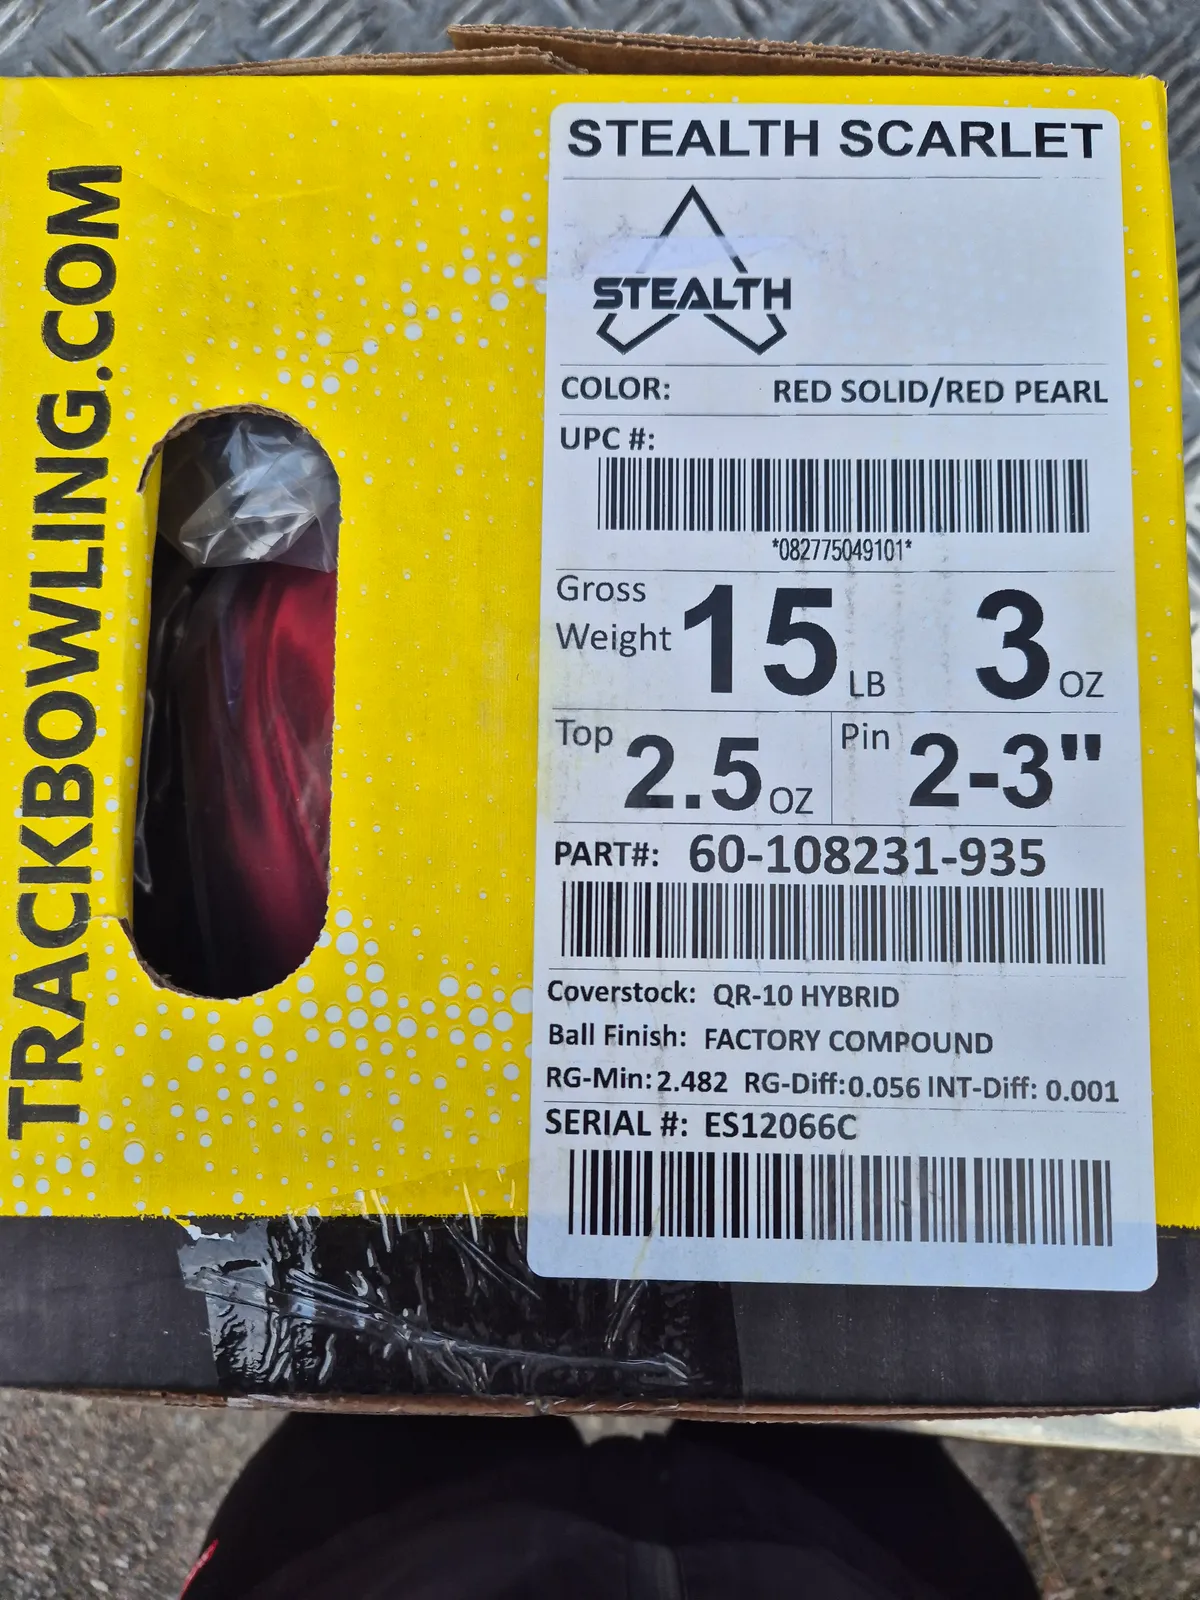 TRACKBOWLING.COM
STEALTH SCARLET
STEALTH
COLOR: RED SOLID/RED PEARL
UPC #:
*082775049101*
Gross Weight 15 LB 3 OZ
Top 2.5 OZ Pin 2-3"
PART#: 60-108231-935
Coverstock: QR-10 HYBRID
Ball Finish: FACTORY COMPOUND
RG-Min: 2.482 RG-Diff: 0.056 INT-Diff: 0.001
SERIAL #: ES12066C